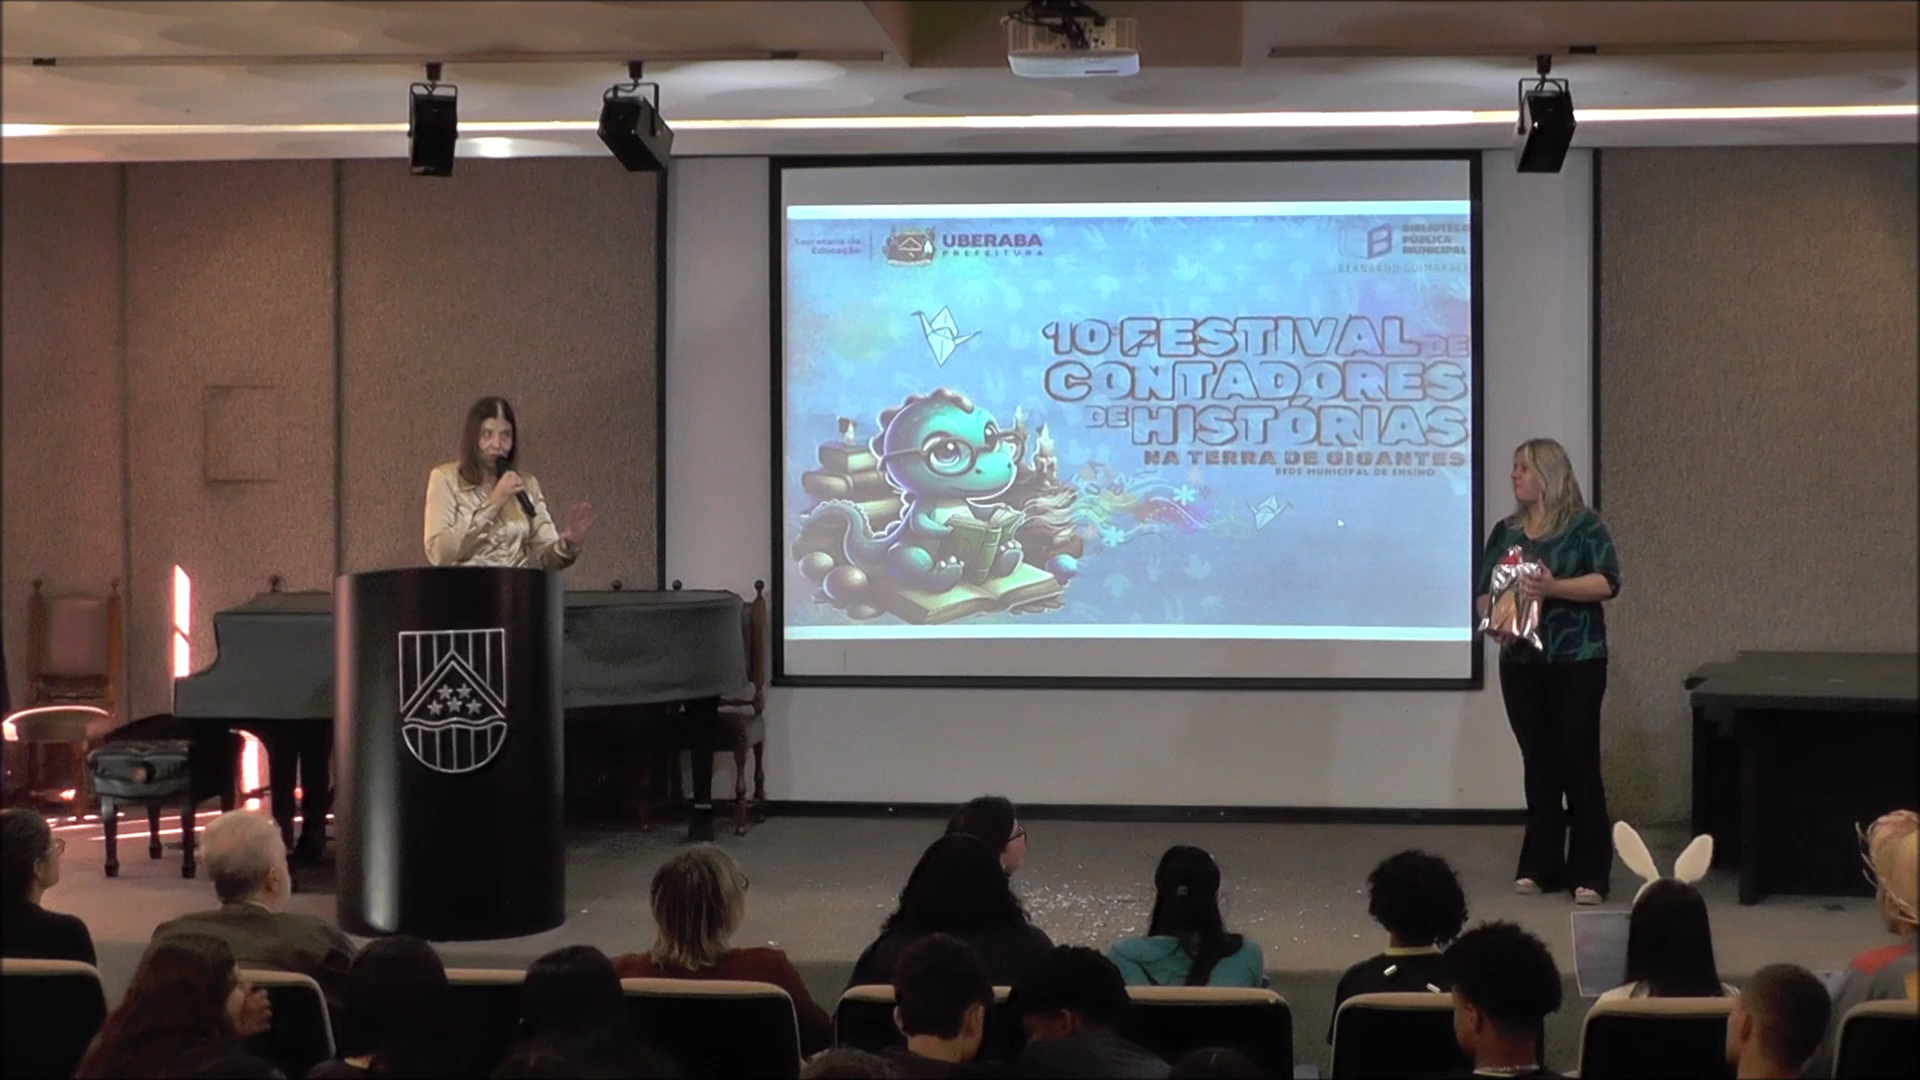 Secretaria de
Educação
UBERABA
PREFEITURA
BIBLIOTECA
PÚBLICA
MUNICIPAL
10º FESTIVAL DE
CONTADORES
DE HISTÓRIAS
NA TERRA DE GIGANTES
REDE MUNICIPAL DE ENSINO